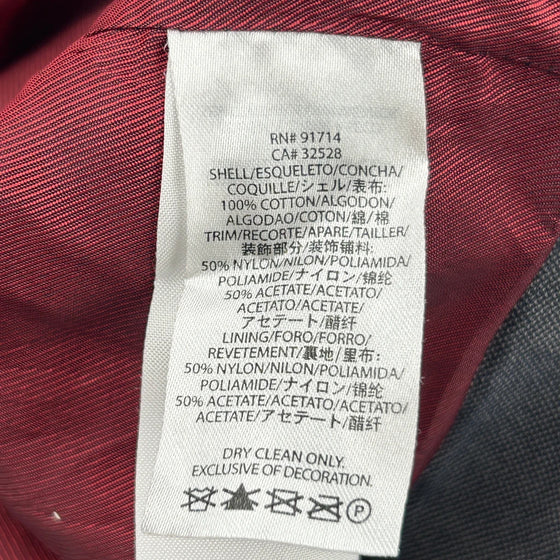 RN# 91714
CA# 32528
SHELL/ESQUELETO/CONCHA/
COQUILLE/シェル/表布:
100% COTTON/ALGODON/
ALGODAO/COTON/綿/棉
TRIM/RECORTE/APARE/TAILLER/
装飾部分/装饰辅料:
50% NYLON/NILON/POLIAMIDA/
POLIAMIDE/ナイロン/锦纶
50% ACETATE/ACETATO/
ACETATO/ACETATE/
アセテート/醋纤
LINING/FORO/FORRO/
REVETEMENT/裏地/里布:
50% NYLON/NILON/POLIAMIDA/
POLIAMIDE/ナイロン/锦纶
50% ACETATE/ACETATO/ACETATO/
ACETATE/アセテート/醋纤
DRY CLEAN ONLY.
EXCLUSIVE OF DECORATION.
P